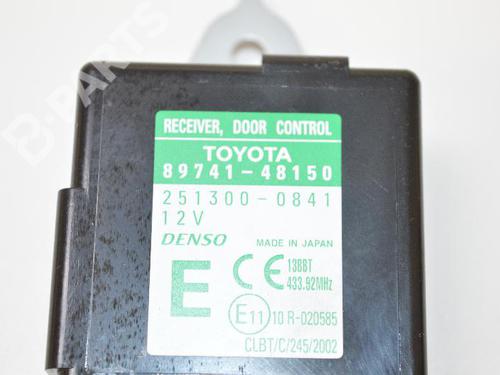 B-PARTS
RECEIVER, DOOR CONTROL
TOYOTA
89741-48150
251300-0841
12V
DENSO MADE IN JAPAN
E CE 13BBT
433.92MHz
E11 10 R-020585
CLBT/C/245/2002